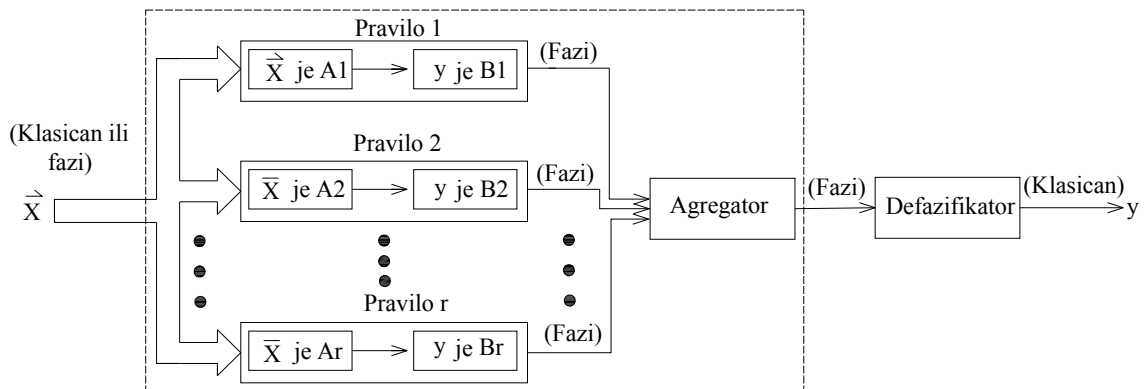 Pravilo 1
(Fazi)
X je A1
y je B1
(Klasican ili
fazi)
X
Pravilo 2
(Fazi)
X je A2
y je B2
Agregator
(Fazi)
Defazifikator
(Klasican)
y
Pravilo r
(Fazi)
X je Ar
y je Br